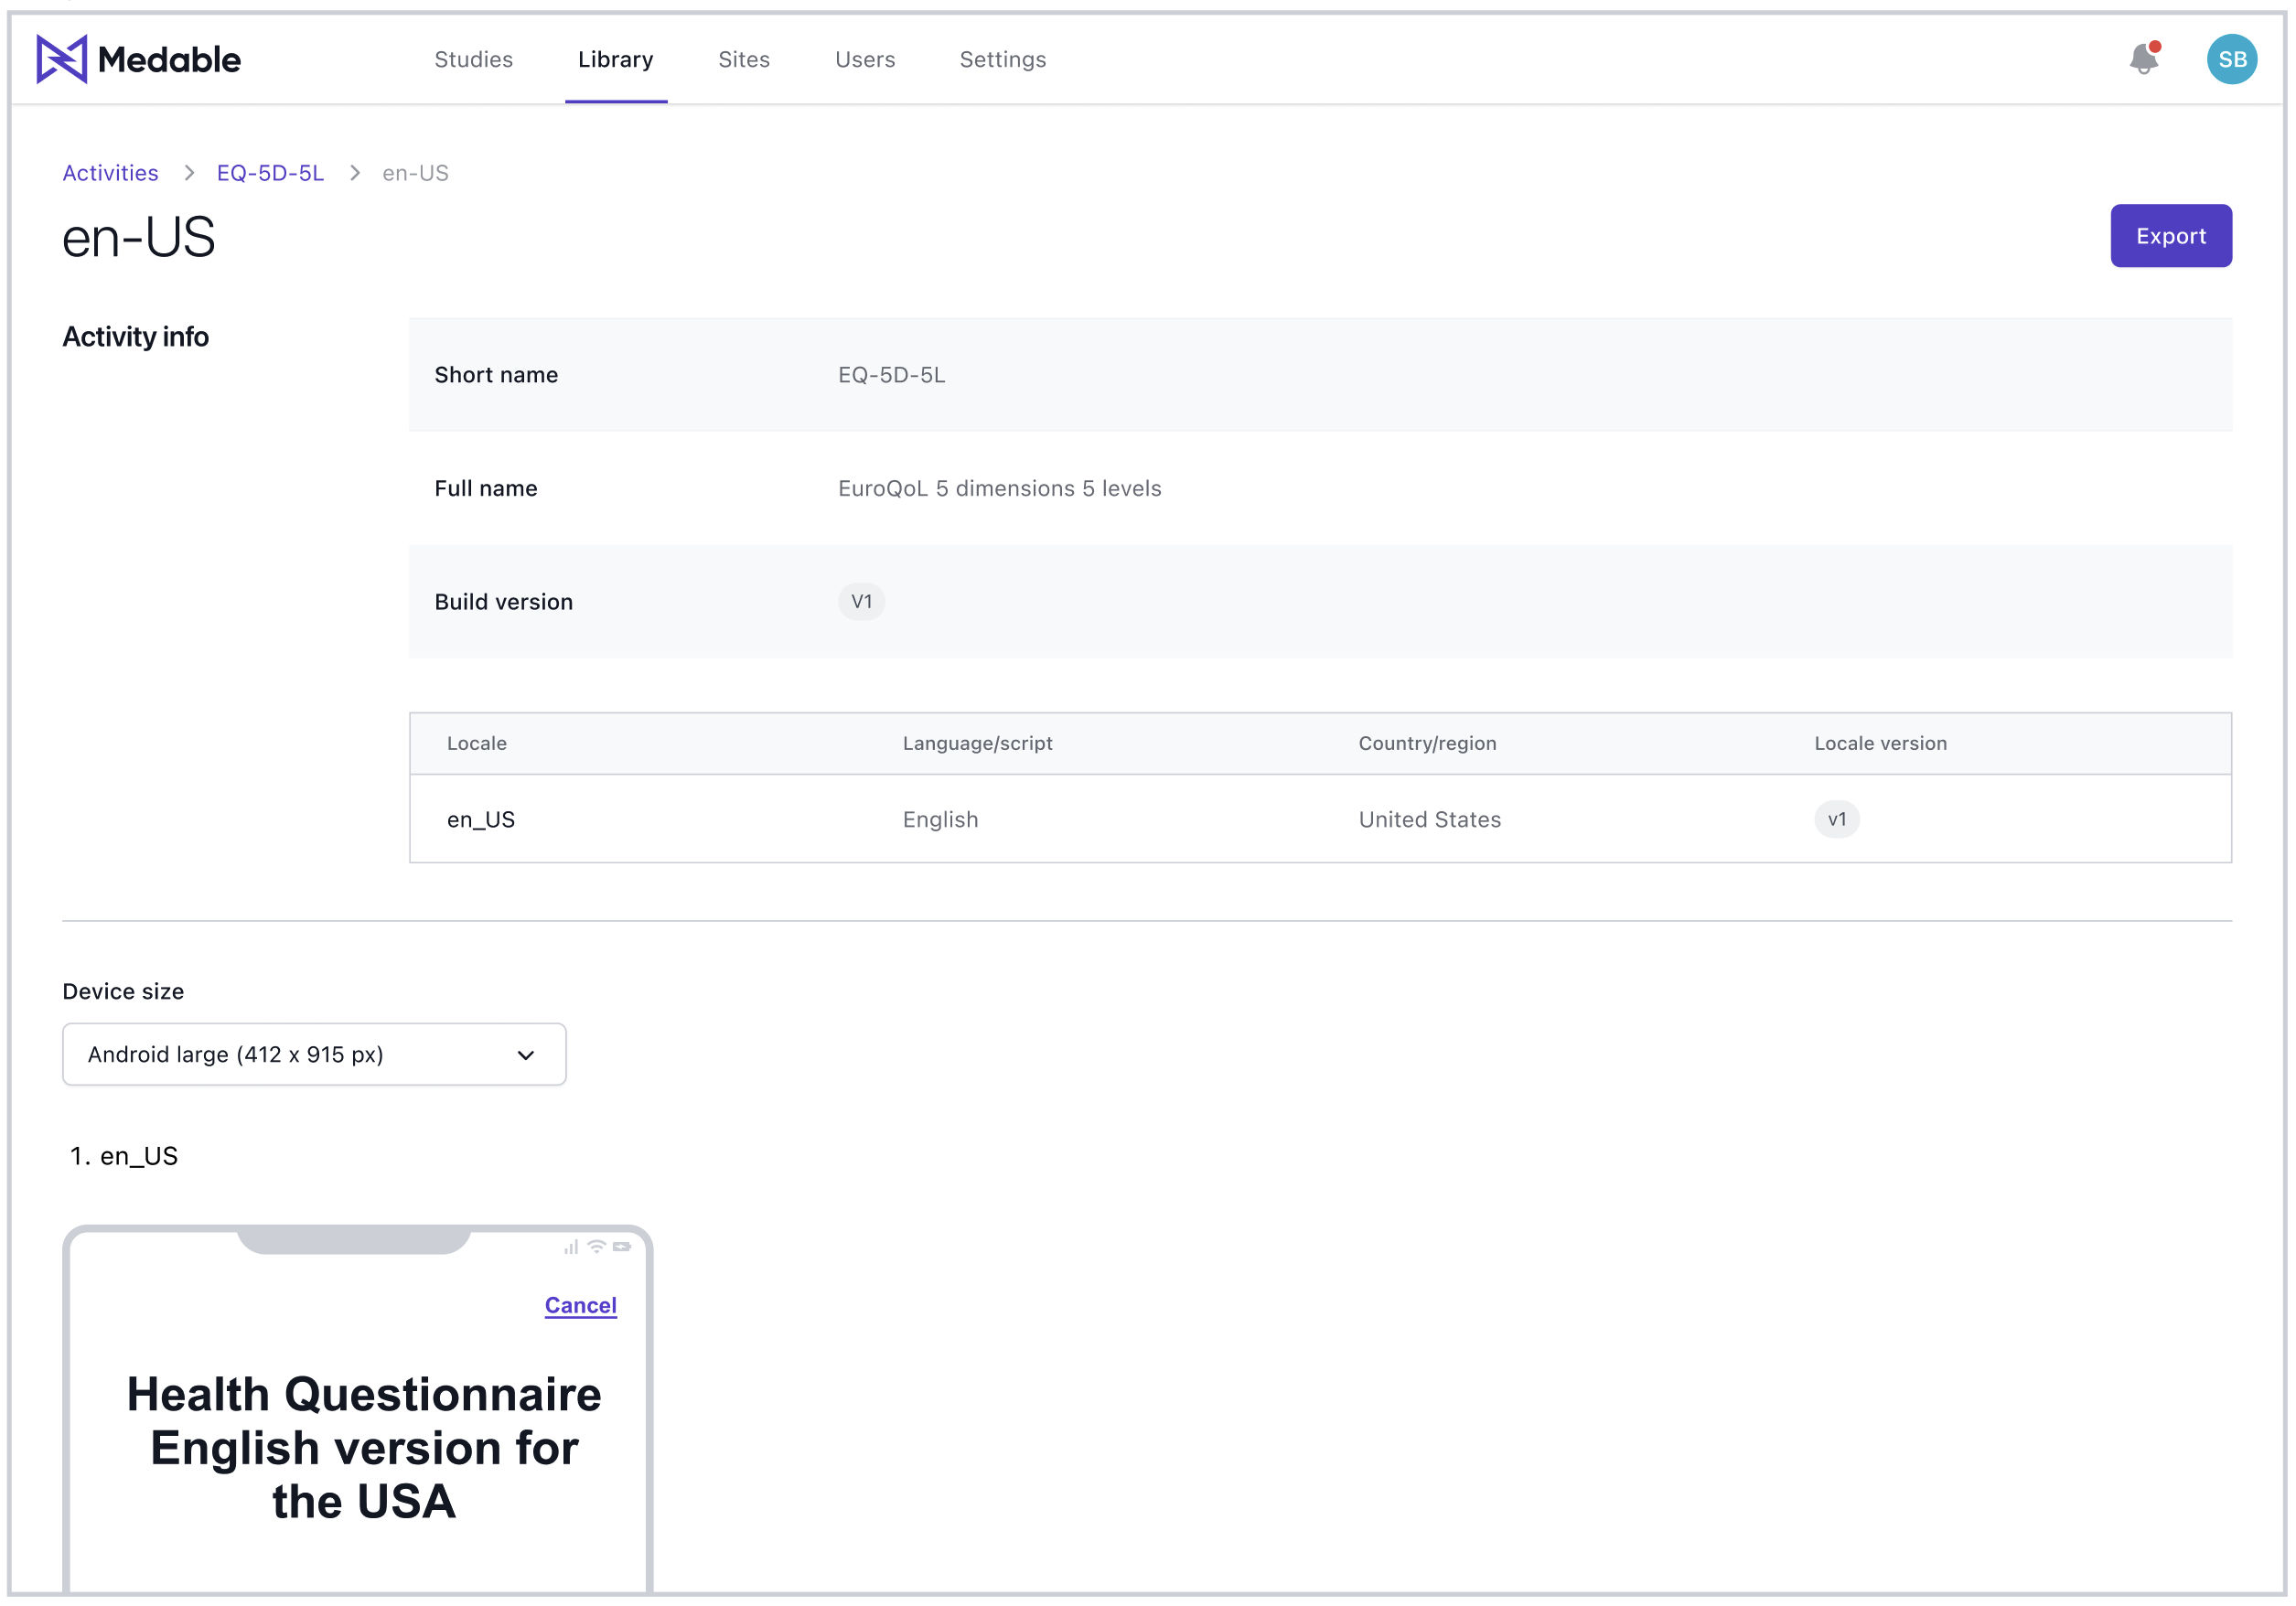 Medable Studies Library Sites Users Settings SB
Activities > EQ-5D-5L > en-US
en-US
Export
Activity info
Short name EQ-5D-5L
Full name EuroQoL 5 dimensions 5 levels
Build version V1
Locale Language/script Country/region Locale version
en_US English United States v1
Device size
Android large (412 x 915 px)
1. en_US
Cancel
Health Questionnaire
English version for
the USA